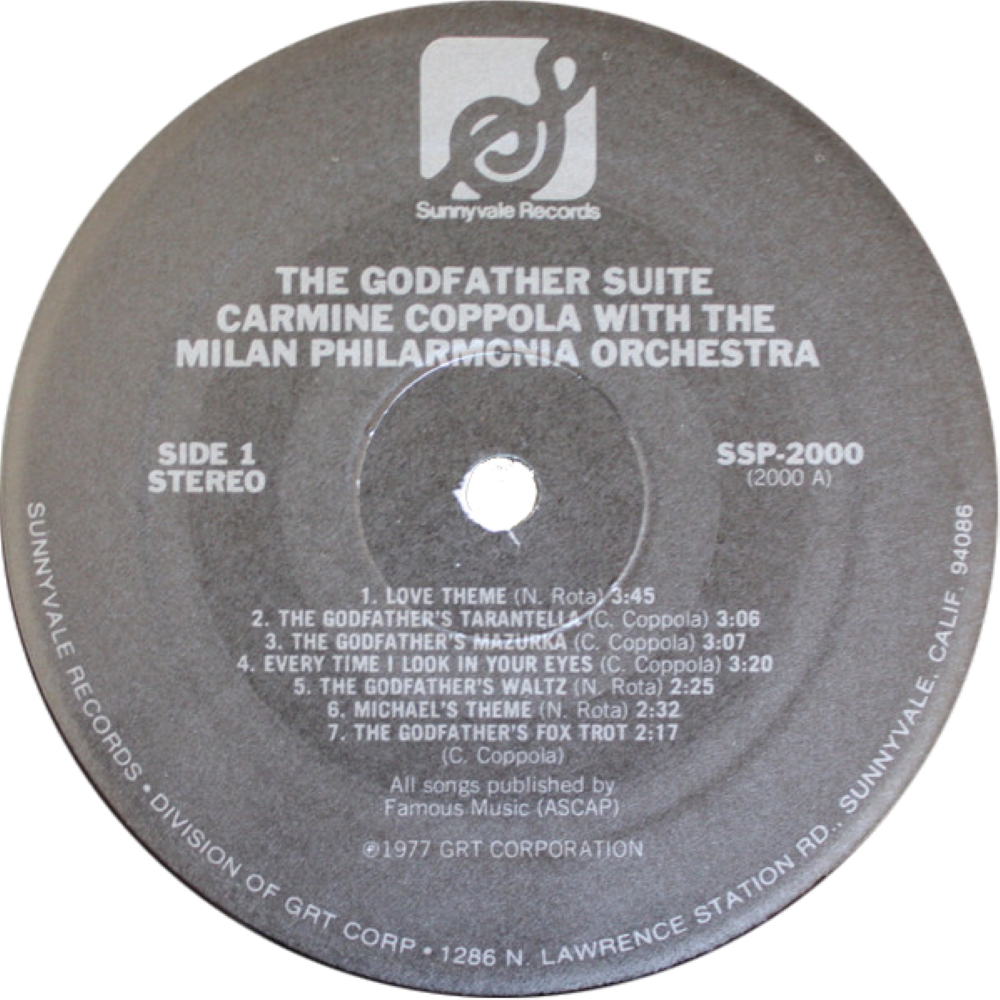 Sunnyvale Records
THE GODFATHER SUITE
CARMINE COPPOLA WITH THE
MILAN PHILARMONIA ORCHESTRA
SIDE 1
STEREO
SSP-2000
(2000 A)
1. LOVE THEME (N. Rota) 3:45
2. THE GODFATHER'S TARANTELLA (C. Coppola) 3:06
3. THE GODFATHER'S MAZURKA (C. Coppola) 3:07
4. EVERY TIME I LOOK IN YOUR EYES (C. Coppola) 3:20
5. THE GODFATHER'S WALTZ (N. Rota) 2:25
6. MICHAEL'S THEME (N. Rota) 2:32
7. THE GODFATHER'S FOX TROT 2:17
(C. Coppola)
All songs published by
Famous Music (ASCAP)
℗1977 GRT CORPORATION
SUNNYVALE RECORDS • DIVISION OF GRT CORP • 1286 N. LAWRENCE STATION RD., SUNNYVALE, CALIF. 94086